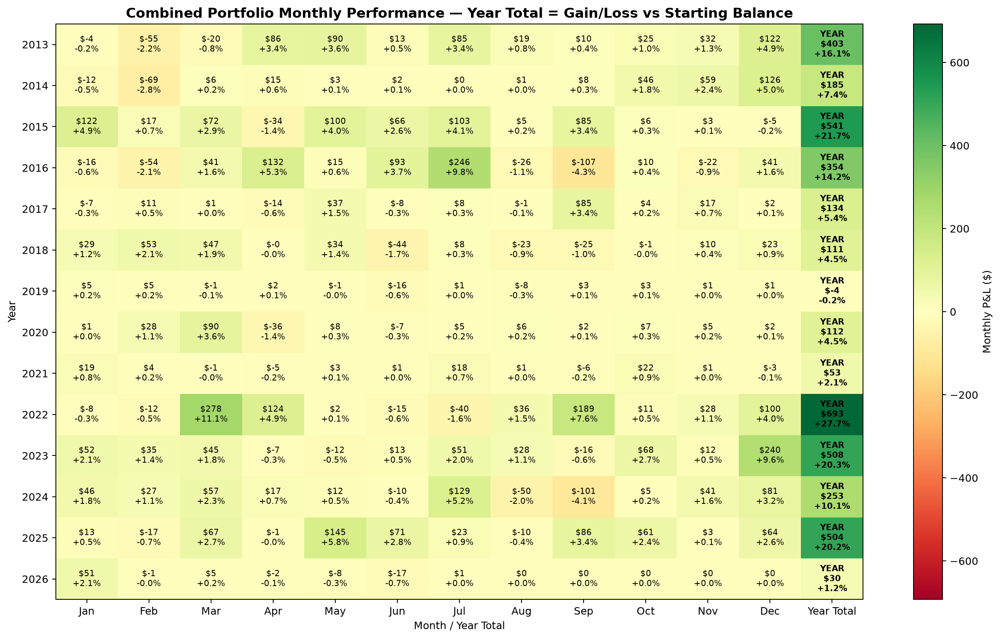 Combined Portfolio Monthly Performance — Year Total = Gain/Loss vs Starting Balance
2013 $-4 $-55 $-20 $86 $90 $13 $85 $19 $10 $25 $32 $122 YEAR $403 +16.1%
-0.2% -2.2% -0.8% +3.4% +3.6% +0.5% +3.4% +0.8% +0.4% +1.0% +1.3% +4.9%
2014 $-12 $-69 $6 $15 $3 $2 $0 $1 $8 $46 $59 $126 YEAR $185 +7.4%
-0.5% -2.8% +0.2% +0.6% +0.1% +0.1% +0.0% +0.0% +0.3% +1.8% +2.4% +5.0%
2015 $122 $17 $72 $-34 $100 $66 $103 $5 $85 $6 $3 $-5 YEAR $541 +21.7%
+4.9% +0.7% +2.9% -1.4% +4.0% +2.6% +4.1% +0.2% +3.4% +0.3% +0.1% -0.2%
2016 $-16 $-54 $41 $132 $15 $93 $246 $-26 $-107 $10 $-22 $41 YEAR $354 +14.2%
-0.6% -2.1% +1.6% +5.3% +0.6% +3.7% +9.8% -1.1% -4.3% +0.4% -0.9% +1.6%
2017 $-7 $11 $1 $-14 $37 $-8 $8 $-1 $85 $4 $17 $2 YEAR $134 +5.4%
-0.3% +0.5% +0.0% -0.6% +1.5% -0.3% +0.3% -0.1% +3.4% +0.2% +0.7% +0.1%
2018 $29 $53 $47 $-0 $34 $-44 $8 $-23 $-25 $-1 $10 $23 YEAR $111 +4.5%
+1.2% +2.1% +1.9% -0.0% +1.4% -1.7% +0.3% -0.9% -1.0% -0.0% +0.4% +0.9%
2019 $5 $5 $-1 $2 $-1 $-16 $1 $-8 $3 $3 $1 $1 YEAR $-4 -0.2%
+0.2% +0.2% -0.1% +0.1% -0.0% -0.6% +0.0% -0.3% +0.1% +0.1% +0.0% +0.0%
2020 $1 $28 $90 $-36 $8 $-7 $5 $6 $2 $7 $5 $2 YEAR $112 +4.5%
+0.0% +1.1% +3.6% -1.4% +0.3% -0.3% +0.2% +0.2% +0.1% +0.3% +0.2% +0.1%
2021 $19 $4 $-1 $-5 $3 $1 $18 $1 $-6 $22 $1 $-3 YEAR $53 +2.1%
+0.8% +0.2% -0.0% -0.2% +0.1% +0.0% +0.7% +0.0% -0.2% +0.9% +0.0% -0.1%
2022 $-8 $-12 $278 $124 $2 $-15 $-40 $36 $189 $11 $28 $100 YEAR $693 +27.7%
-0.3% -0.5% +11.1% +4.9% +0.1% -0.6% -1.6% +1.5% +7.6% +0.5% +1.1% +4.0%
2023 $52 $35 $45 $-7 $-12 $13 $51 $28 $-16 $68 $12 $240 YEAR $508 +20.3%
+2.1% +1.4% +1.8% -0.3% -0.5% +0.5% +2.0% +1.1% -0.6% +2.7% +0.5% +9.6%
2024 $46 $27 $57 $17 $12 $-10 $129 $-50 $-101 $5 $41 $81 YEAR $253 +10.1%
+1.8% +1.1% +2.3% +0.7% +0.5% -0.4% +5.2% -2.0% -4.1% +0.2% +1.6% +3.2%
2025 $13 $-17 $67 $-1 $145 $71 $23 $-10 $86 $61 $3 $64 YEAR $504 +20.2%
+0.5% -0.7% +2.7% -0.0% +5.8% +2.8% +0.9% -0.4% +3.4% +2.4% +0.1% +2.6%
2026 $51 $-1 $5 $-2 $-8 $-17 $1 $0 $0 $0 $0 $0 YEAR $30 +1.2%
+2.1% -0.0% +0.2% -0.1% -0.3% -0.7% +0.0% +0.0% +0.0% +0.0% +0.0% +0.0%
Jan Feb Mar Apr May Jun Jul Aug Sep Oct Nov Dec Year Total
Month / Year Total
Year
600
400
200
0
−200
−400
−600
Monthly P&L ($)